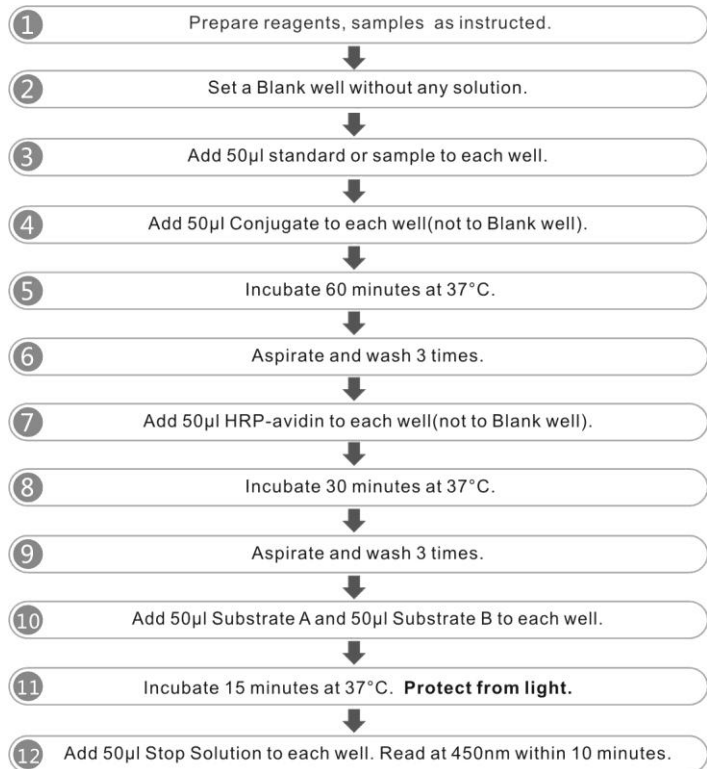 1 Prepare reagents, samples as instructed.
2 Set a Blank well without any solution.
3 Add 50μl standard or sample to each well.
4 Add 50μl Conjugate to each well(not to Blank well).
5 Incubate 60 minutes at 37°C.
6 Aspirate and wash 3 times.
7 Add 50μl HRP-avidin to each well(not to Blank well).
8 Incubate 30 minutes at 37°C.
9 Aspirate and wash 3 times.
10 Add 50μl Substrate A and 50μl Substrate B to each well.
11 Incubate 15 minutes at 37°C. Protect from light.
12 Add 50μl Stop Solution to each well. Read at 450nm within 10 minutes.